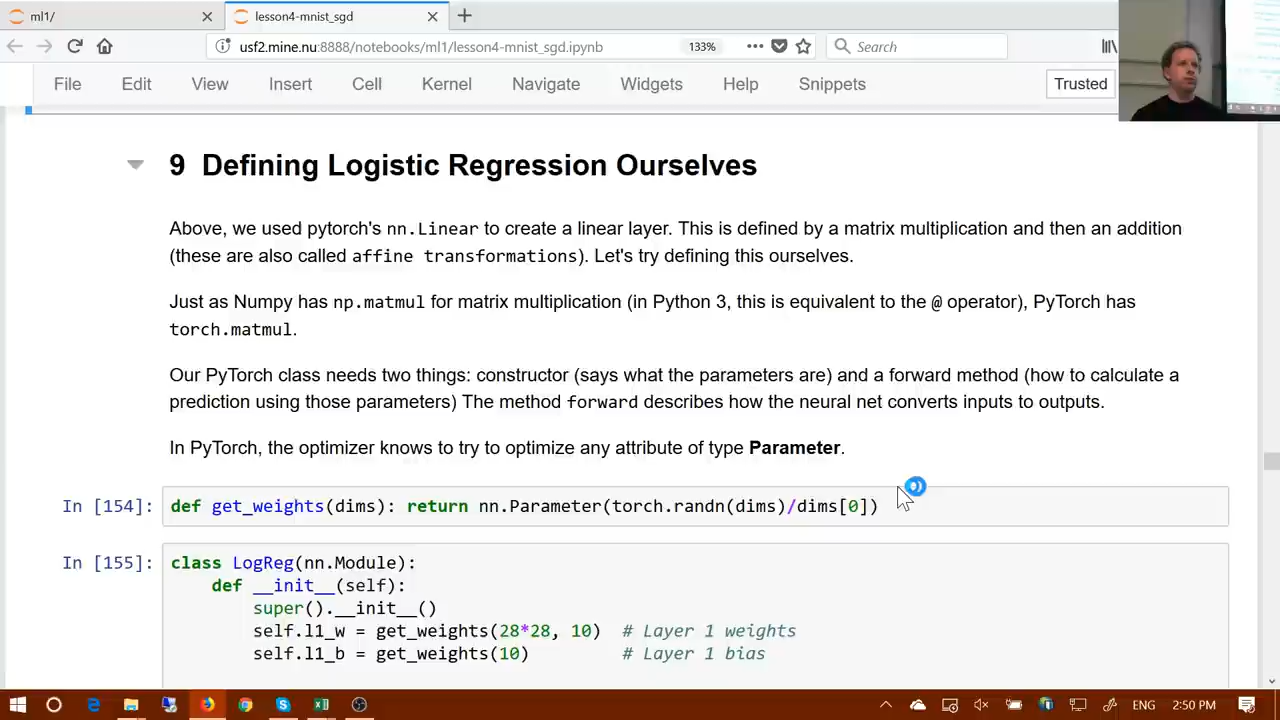 ml1/
lesson4-mnist_sgd
usf2.mine.nu:8888/notebooks/ml1/lesson4-mnist_sgd.ipynb
133%
Search
File Edit View Insert Cell Kernel Navigate Widgets Help Snippets Trusted
9 Defining Logistic Regression Ourselves
Above, we used pytorch's nn.Linear to create a linear layer. This is defined by a matrix multiplication and then an addition
(these are also called affine transformations). Let's try defining this ourselves.
Just as Numpy has np.matmul for matrix multiplication (in Python 3, this is equivalent to the @ operator), PyTorch has
torch.matmul.
Our PyTorch class needs two things: constructor (says what the parameters are) and a forward method (how to calculate a
prediction using those parameters) The method forward describes how the neural net converts inputs to outputs.
In PyTorch, the optimizer knows to try to optimize any attribute of type Parameter.
In [154]: def get_weights(dims): return nn.Parameter(torch.randn(dims)/dims[0])
In [155]: class LogReg(nn.Module):
def __init__(self):
super().__init__()
self.l1_w = get_weights(28*28, 10) # Layer 1 weights
self.l1_b = get_weights(10) # Layer 1 bias
ENG 2:50 PM